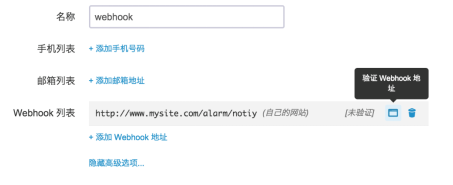 名称 webhook
手机列表 + 添加手机号码
邮箱列表 + 添加邮箱地址
验证 Webhook 地
址
Webhook 列表 http://www.mysite.com/alarm/notiy (自己的网站) [未验证]
+ 添加 Webhook 地址
隐藏高级选项...